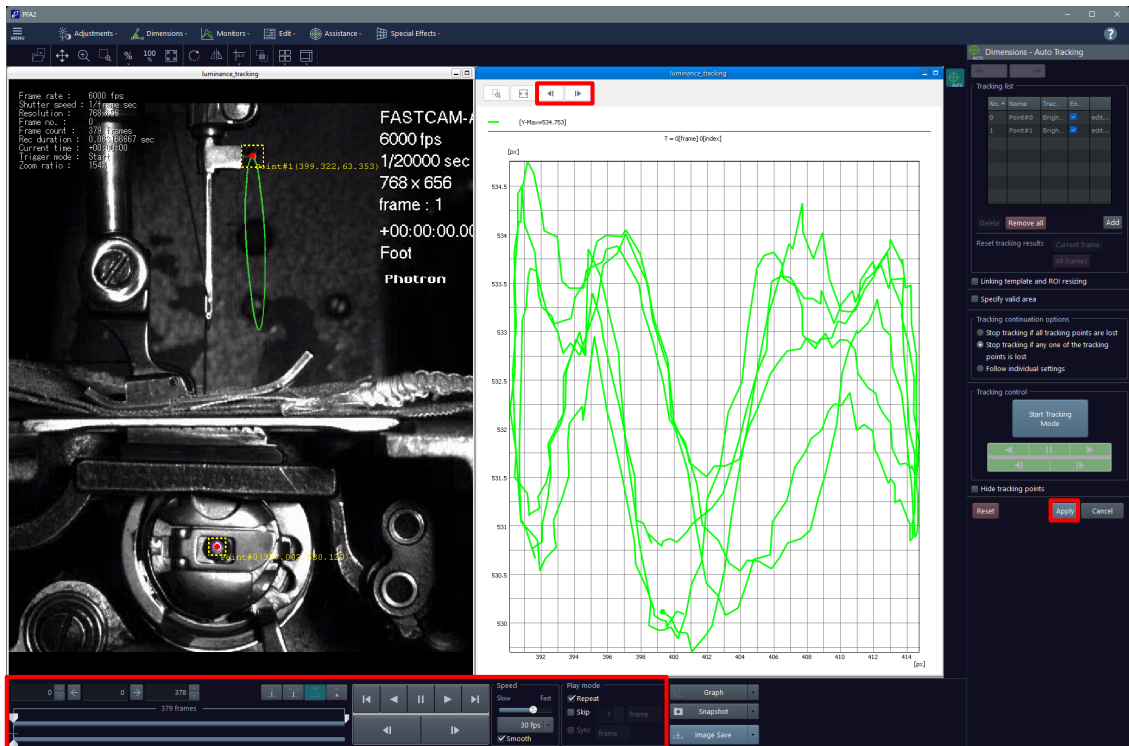 PFA2
MENU
Adjustments
Dimensions
Monitors
Edit
Assistance
Special Effects
?
%
100 %
luminance_tracking
Frame rate : 6000 fps
Shutter speed : 1/frame sec
Resolution :
Frame no. : 0
Frame count : 379 frames
Rec duration :
Current time : +00:00:00
Trigger mode : Start
Zoom ratio : 154%
FASTCAM-A
6000 fps
1/20000 sec
768 x 656
frame : 1
+00:00:00.00
Foot
Photron
Point#1(399.322,63.353)
luminance_tracking
[Y-Max=534.753]
T = 0[frame] 0[index]
[px]
534.5
534
533.5
533
532.5
532
531.5
531
530.5
530
392 394 396 398 400 402 404 406 408 410 412 414
[px]
AUTO
AUTO
Dimensions - Auto Tracking
Tracking list
No. Name Trac... En...
0 Point#0 Brigh... edit...
1 Point#1 Brigh... edit...
Delete Remove all Add
Reset tracking results Current frame
All frames
Linking template and ROI resizing
Specify valid area
Tracking continuation options
Stop tracking if all tracking points are lost
Stop tracking if any one of the tracking
points is lost
Follow individual settings
Tracking control
Start Tracking
Mode
Hide tracking points
Reset Apply Cancel
0 0 378
379 frames
Speed
Slow Fast
30 fps
Smooth
Play mode
Repeat
Skip 1 frame
Sync frame
Graph
Snapshot
Image Save